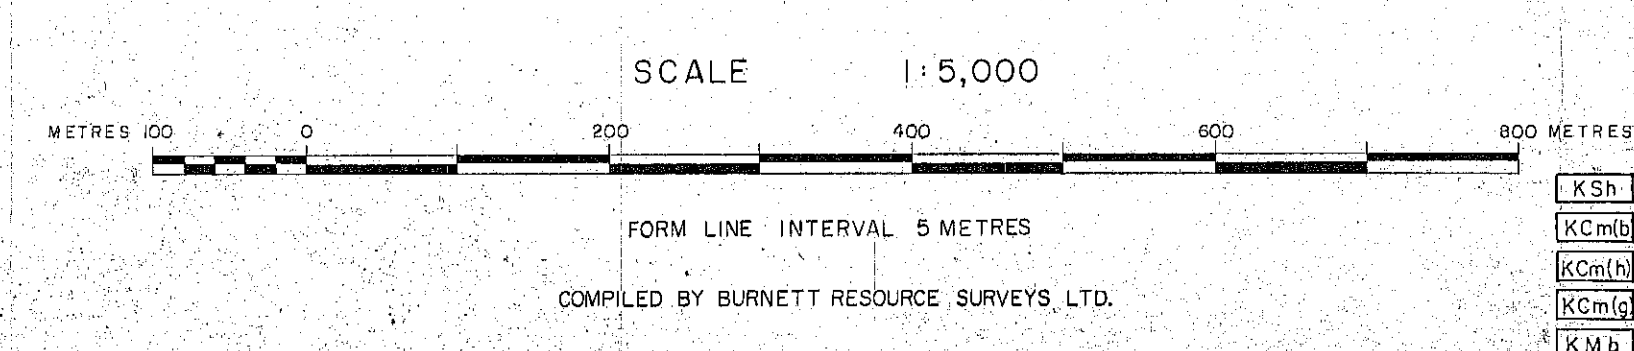 SCALE 1:5,000
METRES 100 0 200 400 600 800 METRES
KSh
FORM LINE INTERVAL 5 METRES
KCm(b)
KCm(h)
COMPILED BY BURNETT RESOURCE SURVEYS LTD.
KCm(g)
KMb